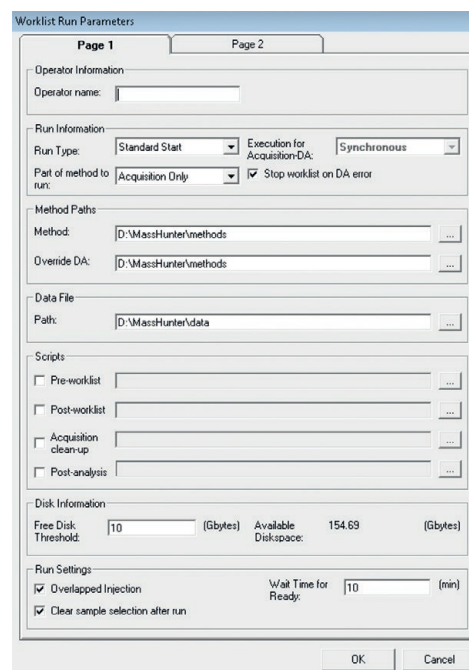 Worklist Run Parameters
Page 1 Page 2
Operator Information
Operator name:
Run Information
Run Type: Standard Start Execution for Acquisition-DA: Synchronous
Part of method to run: Acquisition Only Stop worklist on DA error
Method Paths
Method: D:\MassHunter\methods ...
Override DA: D:\MassHunter\methods ...
Data File
Path: D:\MassHunter\data ...
Scripts
Pre-worklist ...
Post-worklist ...
Acquisition clean-up ...
Post-analysis ...
Disk Information
Free Disk Threshold: 10 (Gbytes) Available Diskspace: 154.69 (Gbytes)
Run Settings
Overlapped Injection Wait Time for Ready: 10 (min)
Clear sample selection after run
OK Cancel